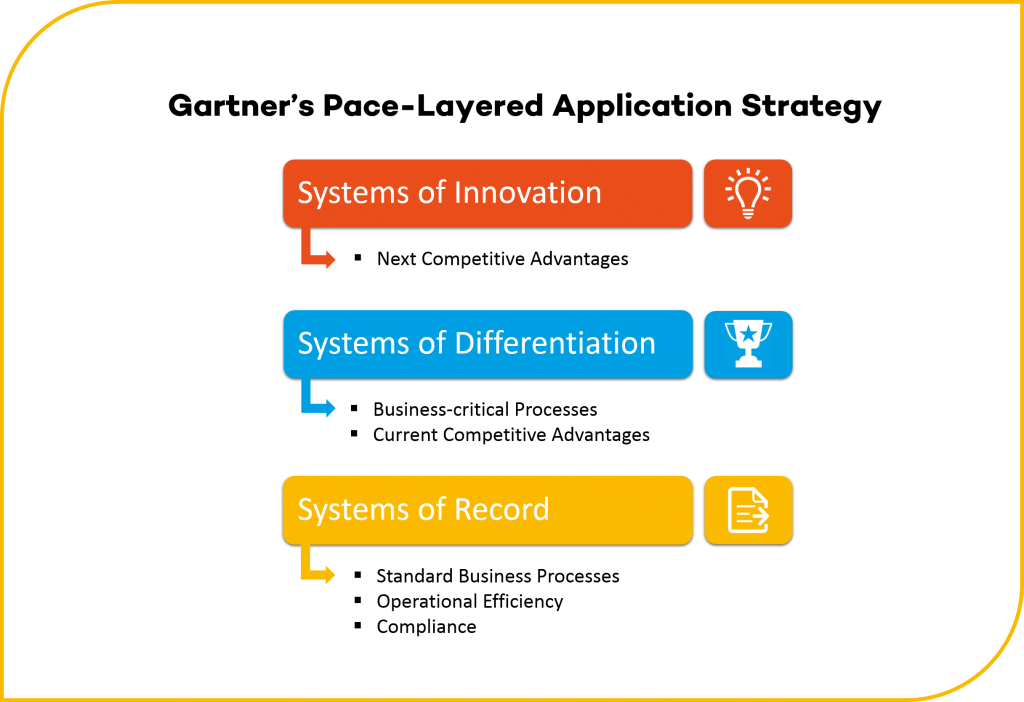 Gartner’s Pace-Layered Application Strategy
Systems of Innovation
▪ Next Competitive Advantages
Systems of Differentiation
▪ Business-critical Processes
▪ Current Competitive Advantages
Systems of Record
▪ Standard Business Processes
▪ Operational Efficiency
▪ Compliance